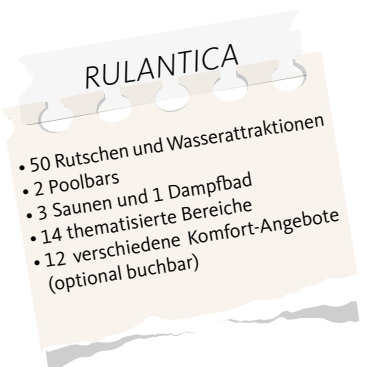 RULANTICA
• 50 Rutschen und Wasserattraktionen
• 2 Poolbars
• 3 Saunen und 1 Dampfbad
• 14 thematisierte Bereiche
• 12 verschiedene Komfort-Angebote
(optional buchbar)